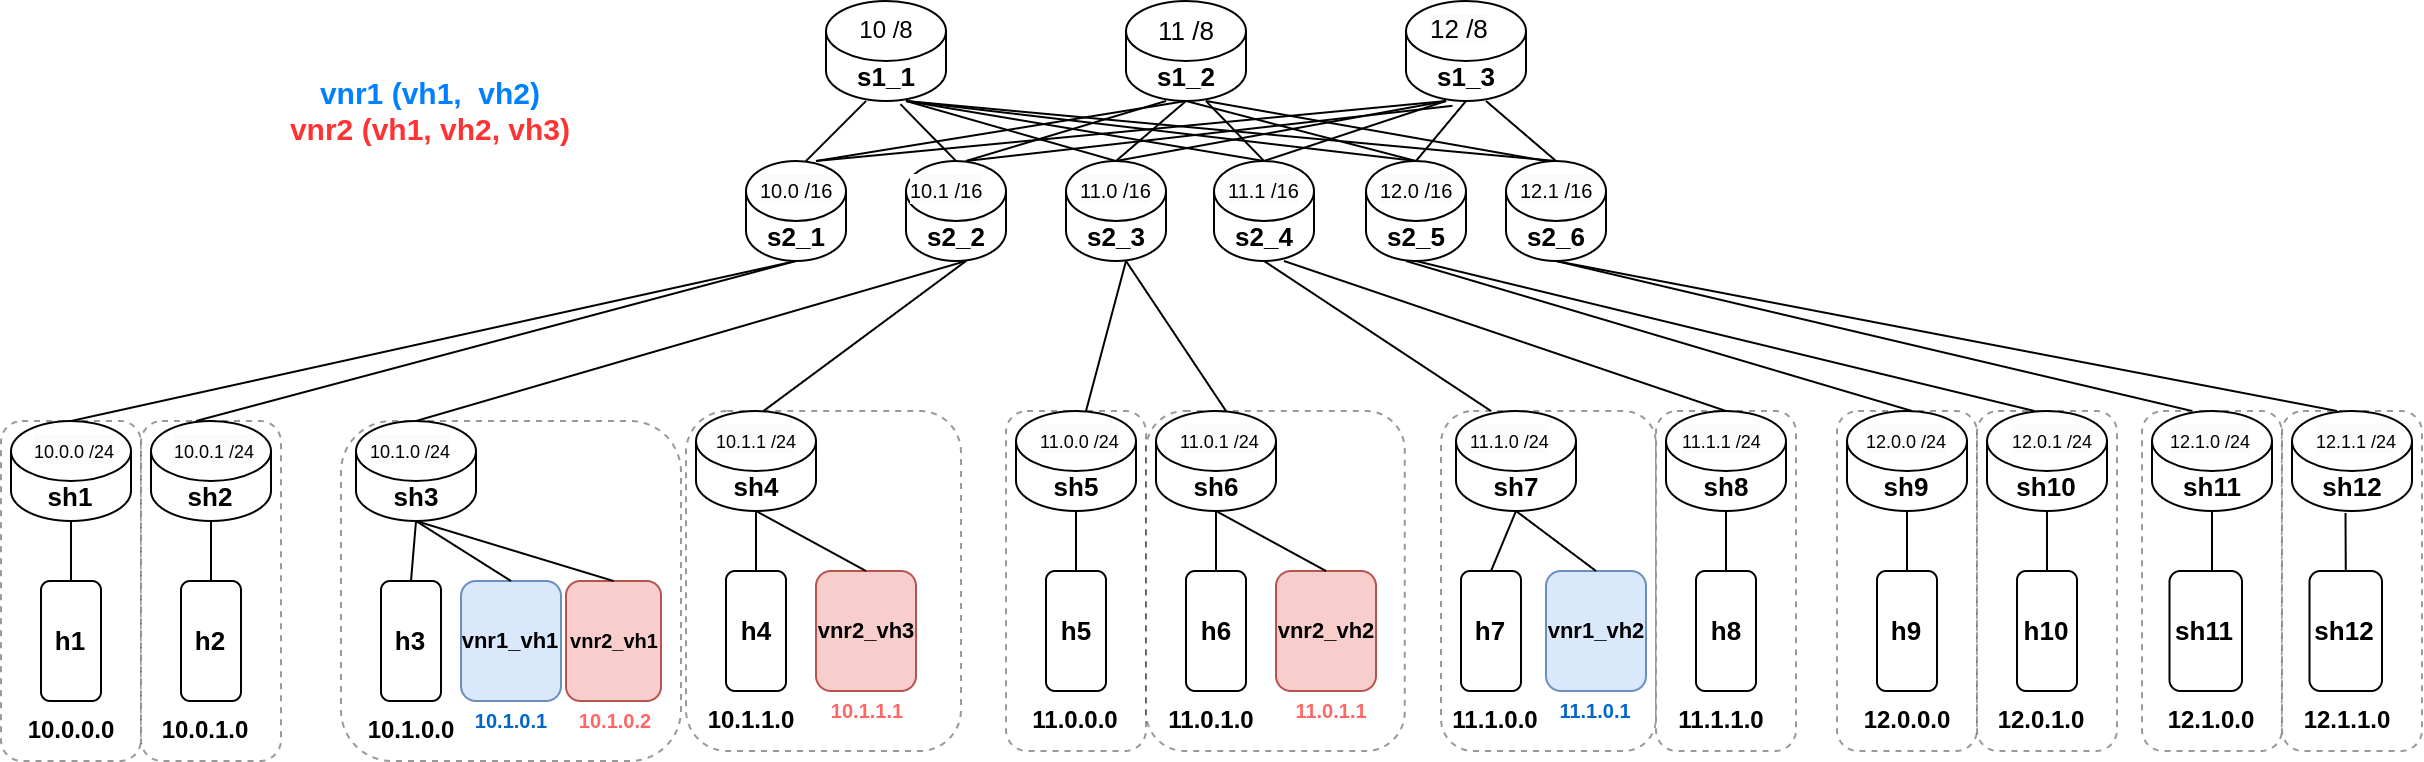 10 /8
11 /8
12 /8
s1_1
s1_2
s1_3
vnr1 (vh1,  vh2)
vnr2 (vh1, vh2, vh3)
10.0 /16
10.1 /16
11.0 /16
11.1 /16
12.0 /16
12.1 /16
s2_1
s2_2
s2_3
s2_4
s2_5
s2_6
10.0.0 /24
10.0.1 /24
10.1.0 /24
10.1.1 /24
11.0.0 /24
11.0.1 /24
11.1.0 /24
11.1.1 /24
12.0.0 /24
12.0.1 /24
12.1.0 /24
12.1.1 /24
sh1
sh2
sh3
sh4
sh5
sh6
sh7
sh8
sh9
sh10
sh11
sh12
h1
h2
h3
vnr1_vh1
vnr2_vh1
h4
vnr2_vh3
h5
h6
vnr2_vh2
h7
vnr1_vh2
h8
h9
h10
sh11
sh12
10.0.0.0
10.0.1.0
10.1.0.0
10.1.0.1
10.1.0.2
10.1.1.0
10.1.1.1
11.0.0.0
11.0.1.0
11.0.1.1
11.1.0.0
11.1.0.1
11.1.1.0
12.0.0.0
12.0.1.0
12.1.0.0
12.1.1.0